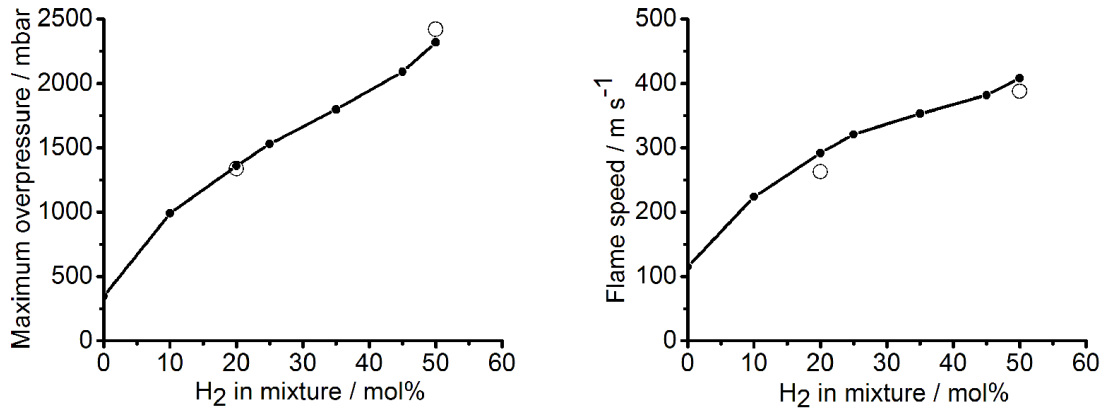 Maximum overpressure / mbar
2500
2000
1500
1000
500
0
0 10 20 30 40 50 60
H2 in mixture / mol%
Flame speed / m s-1
500
400
300
200
100
0
0 10 20 30 40 50 60
H2 in mixture / mol%